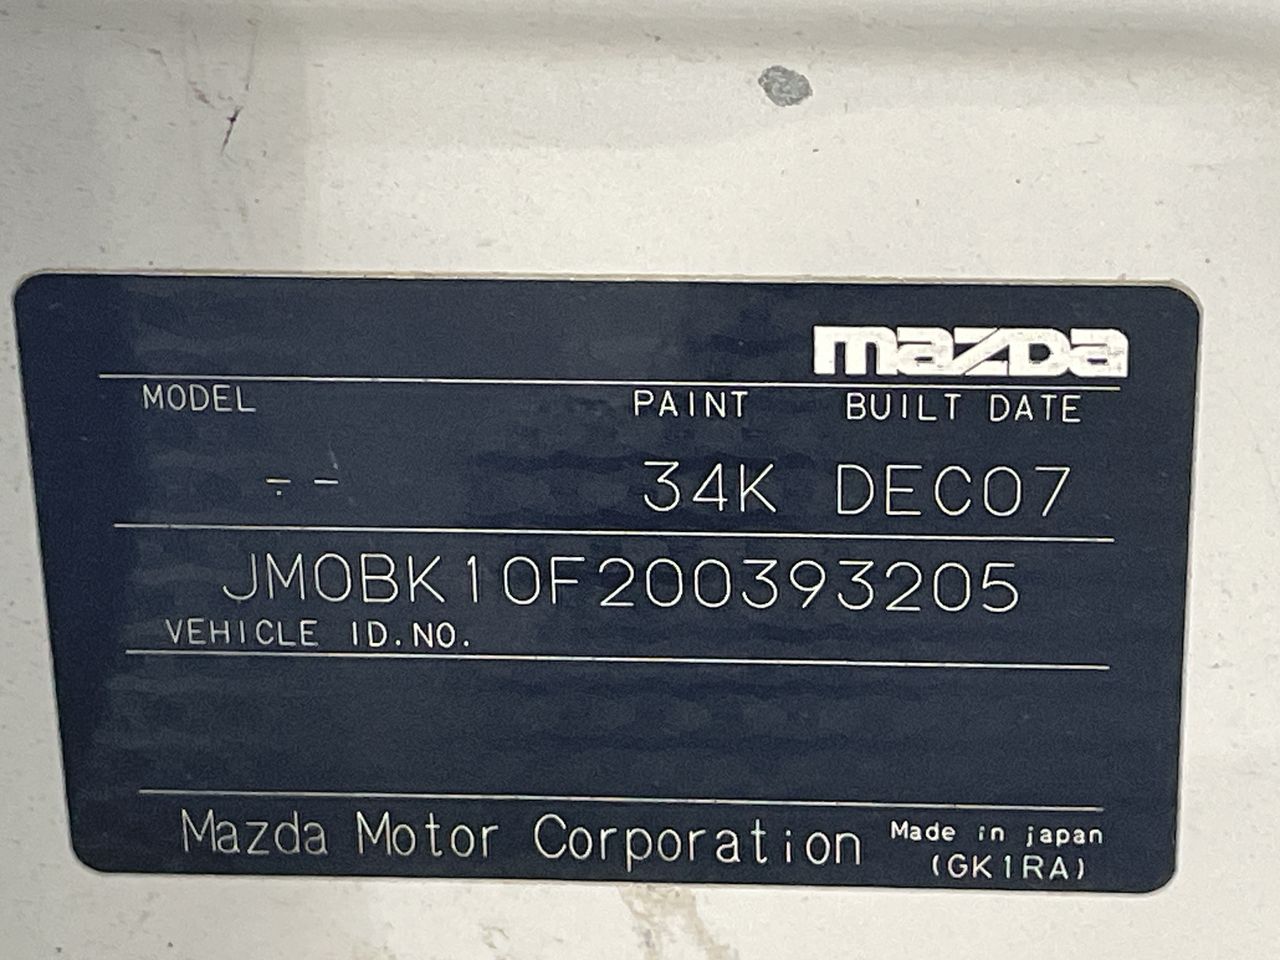 mazda
MODEL PAINT BUILT DATE
-- 34K DEC07
JM0BK10F200393205
VEHICLE ID.NO.
Mazda Motor Corporation Made in japan
(GK1RA)